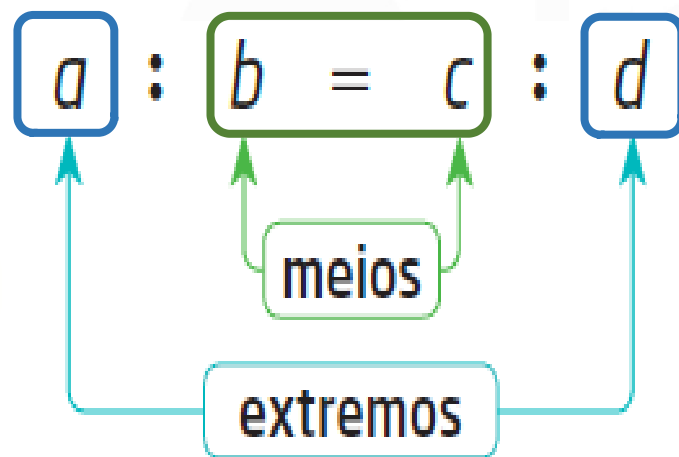 a : b = c : d
meios
extremos